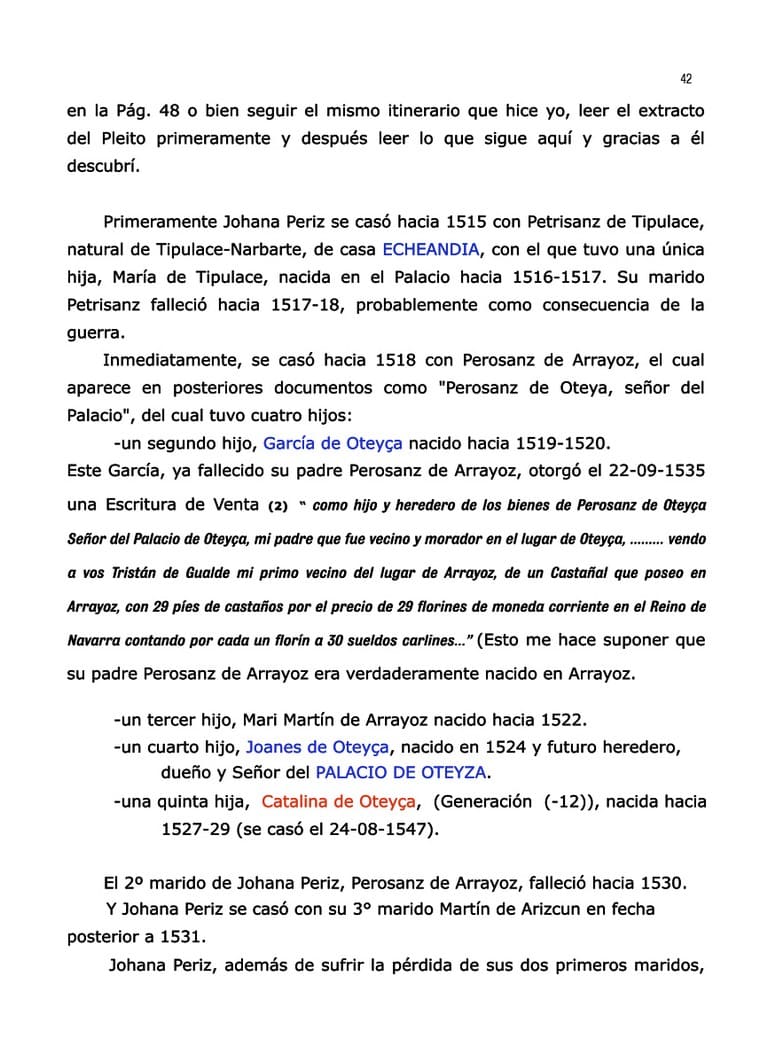 42
en la Pág. 48 o bien seguir el mismo itinerario que hice yo, leer el extracto
del Pleito primeramente y después leer lo que sigue aquí y gracias a él
descubrí.
Primeramente Johana Periz se casó hacia 1515 con Petrisanz de Tipulace,
natural de Tipulace-Narbarte, de casa ECHEANDIA, con el que tuvo una única
hija, María de Tipulace, nacida en el Palacio hacia 1516-1517. Su marido
Petrisanz falleció hacia 1517-18, probablemente como consecuencia de la
guerra.
Inmediatamente, se casó hacia 1518 con Perosanz de Arrayoz, el cual
aparece en posteriores documentos como "Perosanz de Oteya, señor del
Palacio", del cual tuvo cuatro hijos:
-un segundo hijo, García de Oteyça nacido hacia 1519-1520.
Este García, ya fallecido su padre Perosanz de Arrayoz, otorgó el 22-09-1535
una Escritura de Venta (2) “ como hijo y heredero de los bienes de Perosanz de Oteyça
Señor del Palacio de Oteyça, mi padre que fue vecino y morador en el lugar de Oteyça, ......... vendo
a vos Tristán de Gualde mi primo vecino del lugar de Arrayoz, de un Castañal que poseo en
Arrayoz, con 29 píes de castaños por el precio de 29 florines de moneda corriente en el Reino de
Navarra contando por cada un florín a 30 sueldos carlines...” (Esto me hace suponer que
su padre Perosanz de Arrayoz era verdaderamente nacido en Arrayoz.
-un tercer hijo, Mari Martín de Arrayoz nacido hacia 1522.
-un cuarto hijo, Joanes de Oteyça, nacido en 1524 y futuro heredero,
dueño y Señor del PALACIO DE OTEYZA.
-una quinta hija, Catalina de Oteyça, (Generación (-12)), nacida hacia
1527-29 (se casó el 24-08-1547).
El 2º marido de Johana Periz, Perosanz de Arrayoz, falleció hacia 1530.
Y Johana Periz se casó con su 3º marido Martín de Arizcun en fecha
posterior a 1531.
Johana Periz, además de sufrir la pérdida de sus dos primeros maridos,